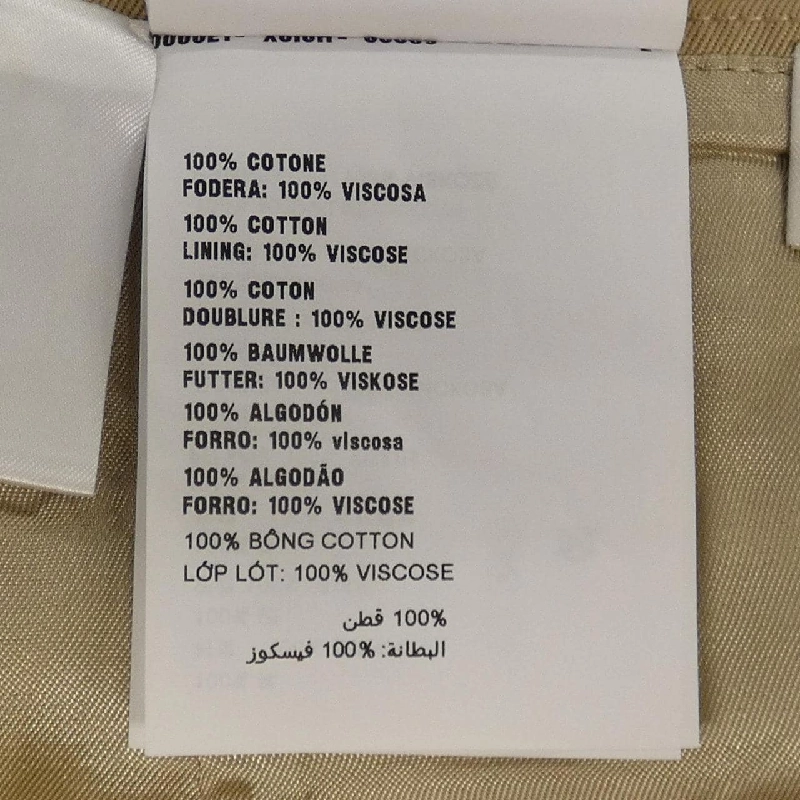 100% COTONE
FODERA: 100% VISCOSA
100% COTTON
LINING: 100% VISCOSE
100% COTON
DOUBLURE : 100% VISCOSE
100% BAUMWOLLE
FUTTER: 100% VISKOSE
100% ALGODÓN
FORRO: 100% viscosa
100% ALGODÃO
FORRO: 100% VISCOSE
100% BÔNG COTTON
LỚP LÓT: 100% VISCOSE
100% قطن
البطانة: 100% فيسكوز